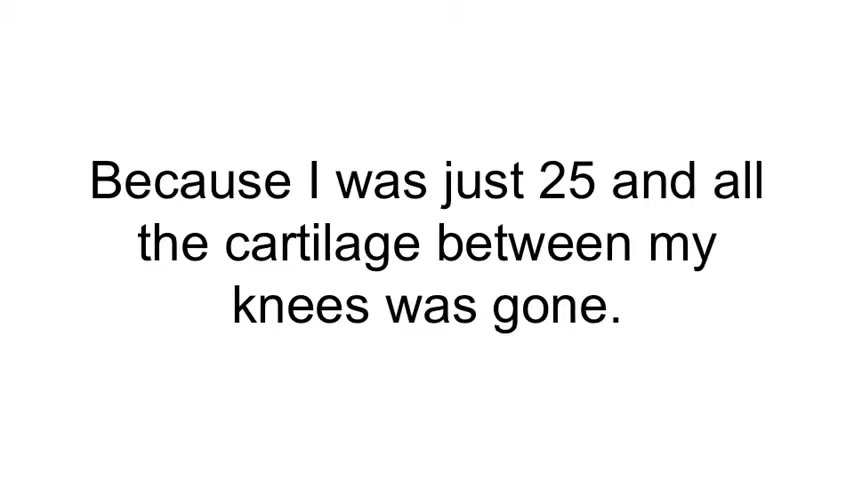 Because I was just 25 and all
the cartilage between my
knees was gone.